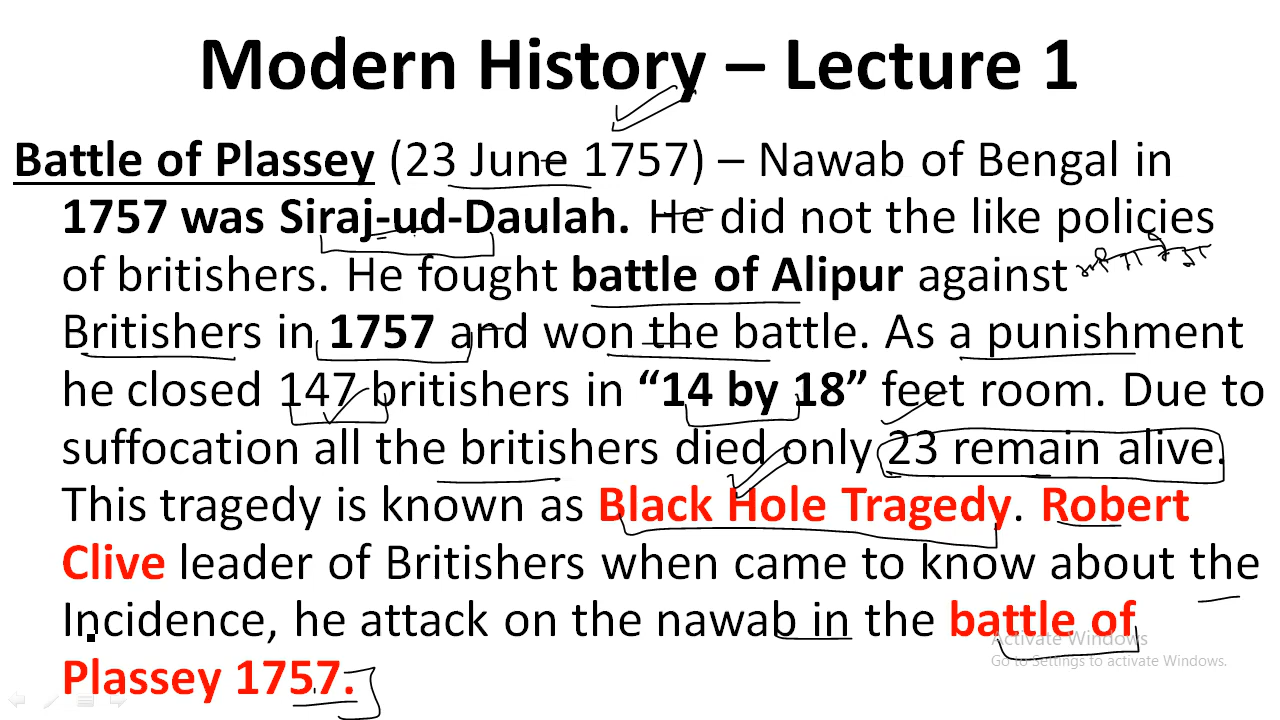 Modern History – Lecture 1
Battle of Plassey (23 June 1757) – Nawab of Bengal in
1757 was Siraj-ud-Daulah. He did not the like policies
of britishers. He fought battle of Alipur against
Britishers in 1757 and won the battle. As a punishment
he closed 147 britishers in “14 by 18” feet room. Due to
suffocation all the britishers died only 23 remain alive.
This tragedy is known as Black Hole Tragedy. Robert
Clive leader of Britishers when came to know about the
Incidence, he attack on the nawab in the battle of
Plassey 1757.
Activate Windows
Go to Settings to activate Windows.